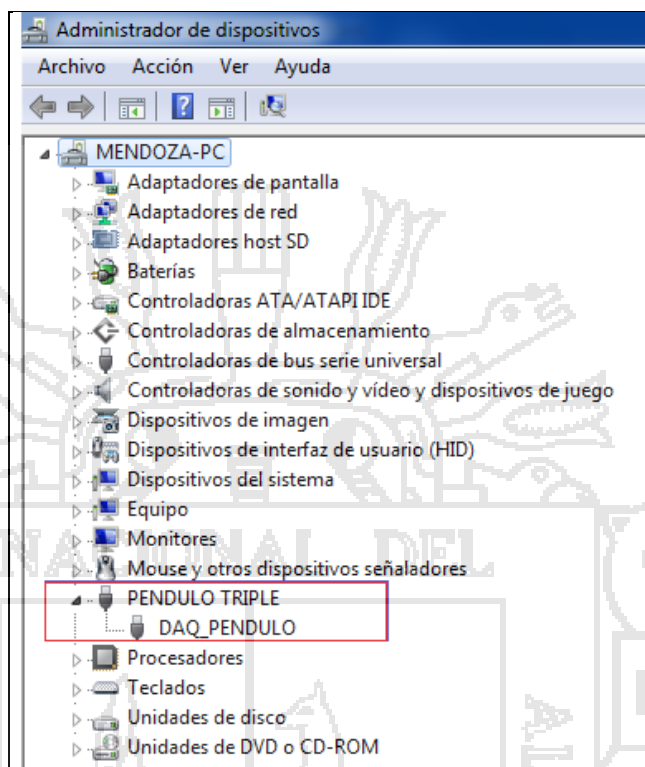 Administrador de dispositivos
Archivo Acción Ver Ayuda
MENDOZA-PC
Adaptadores de pantalla
Adaptadores de red
Adaptadores host SD
Baterías
Controladoras ATA/ATAPI IDE
Controladoras de almacenamiento
Controladoras de bus serie universal
Controladoras de sonido y vídeo y dispositivos de juego
Dispositivos de imagen
Dispositivos de interfaz de usuario (HID)
Dispositivos del sistema
Equipo
NACIONAL DEL
Monitores
Mouse y otros dispositivos señaladores
PENDULO TRIPLE
DAQ_PENDULO
Procesadores
Teclados
Unidades de disco
Unidades de DVD o CD-ROM